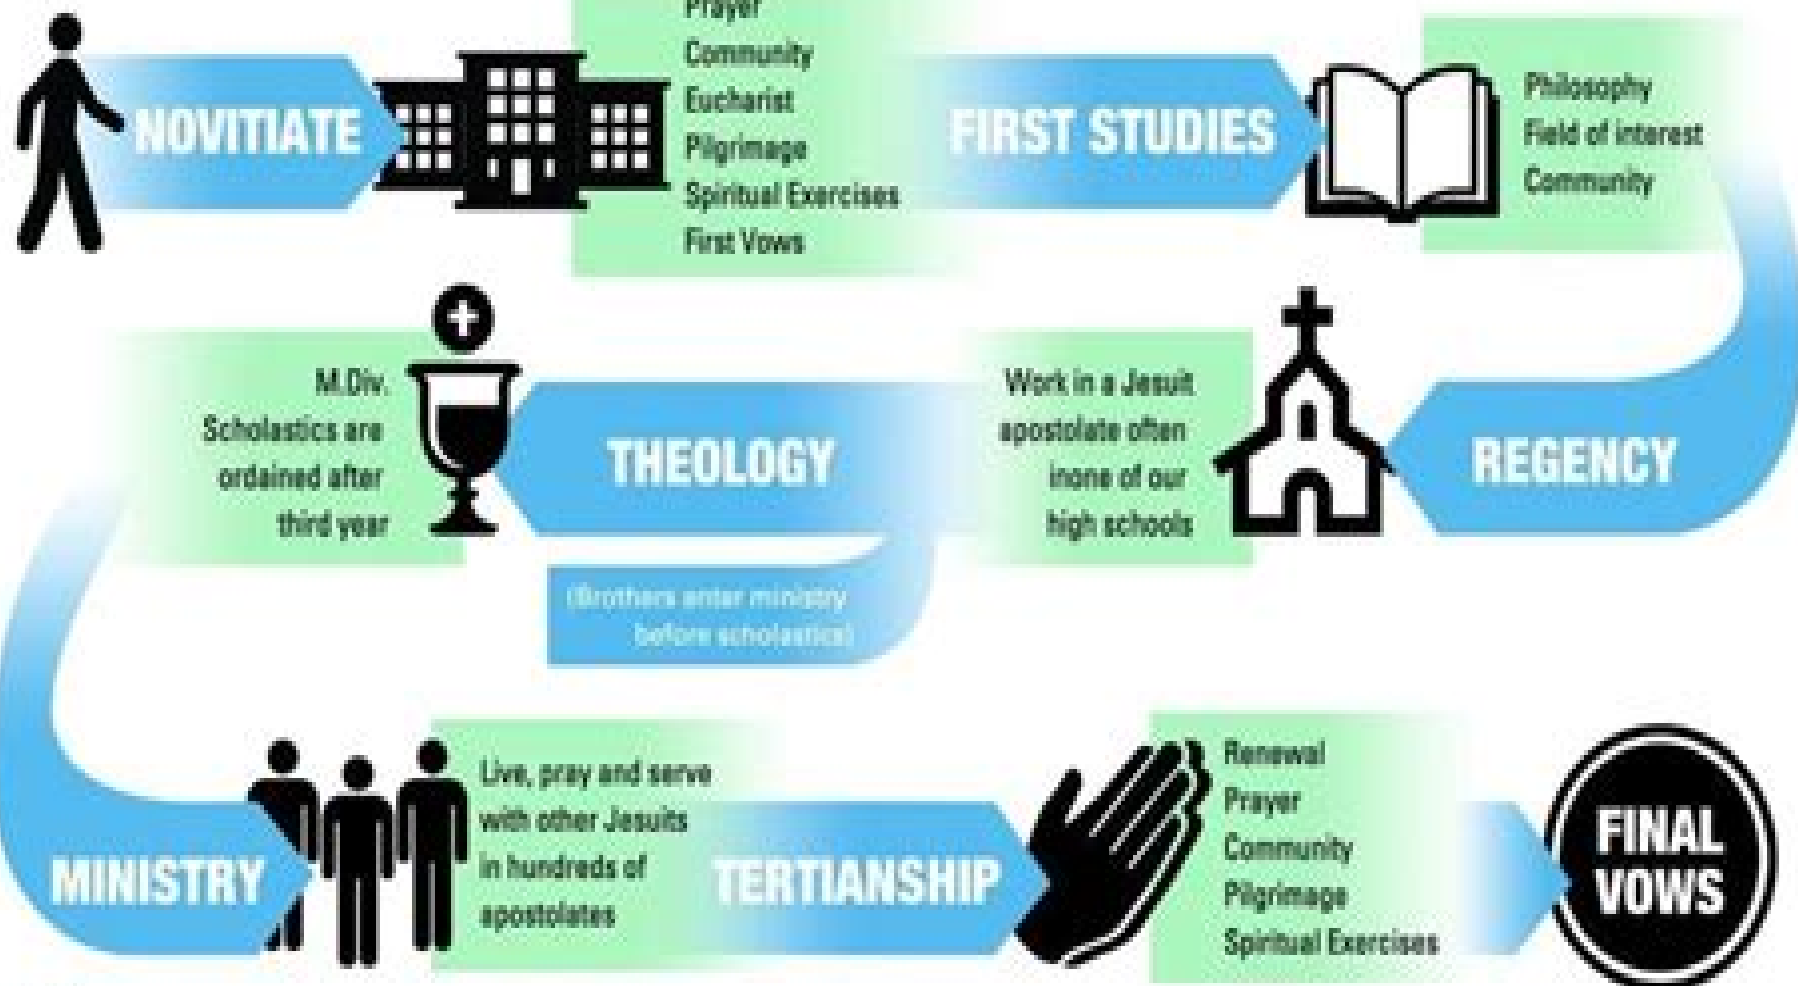 NOVITIATE
Prayer
Community
Eucharist
Pilgrimage
Spiritual Exercises
First Vows
FIRST STUDIES
Philosophy
Field of interest
Community
REGENCY
Work in a Jesuit
apostolate often
inone of our
high schools
THEOLOGY
(Brothers enter ministry
before scholastics)
M.Div.
Scholastics are
ordained after
third year
MINISTRY
Live, pray and serve
with other Jesuits
in hundreds of
apostolates
TERTIANSHIP
Renewal
Prayer
Community
Pilgrimage
Spiritual Exercises
FINAL
VOWS